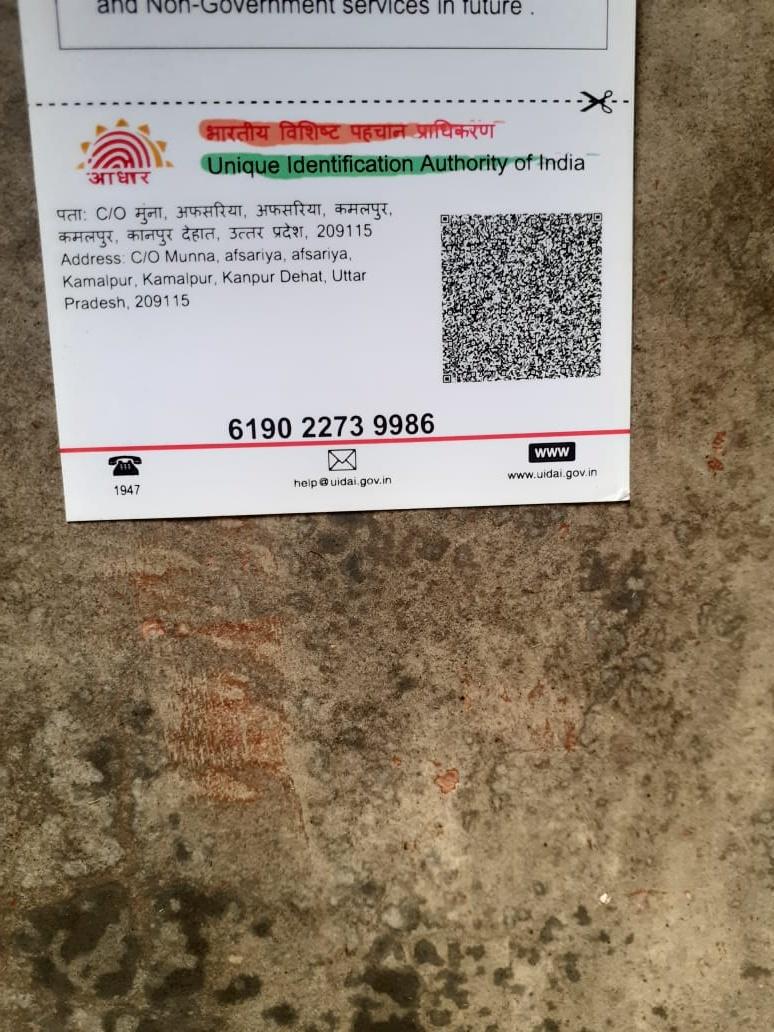 and Non-Government services in future .
भारतीय विशिष्ट पहचान प्राधिकरण
Unique Identification Authority of India
आधार
पता: C/O मुंना, अफसरिया, अफसरिया, कमलपुर,
कमलपुर, कानपुर देहात, उत्तर प्रदेश, 209115
Address: C/O Munna, afsariya, afsariya,
Kamalpur, Kamalpur, Kanpur Dehat, Uttar
Pradesh, 209115
6190 2273 9986
1947
help@uidai.gov.in
www
www.uidai.gov.in